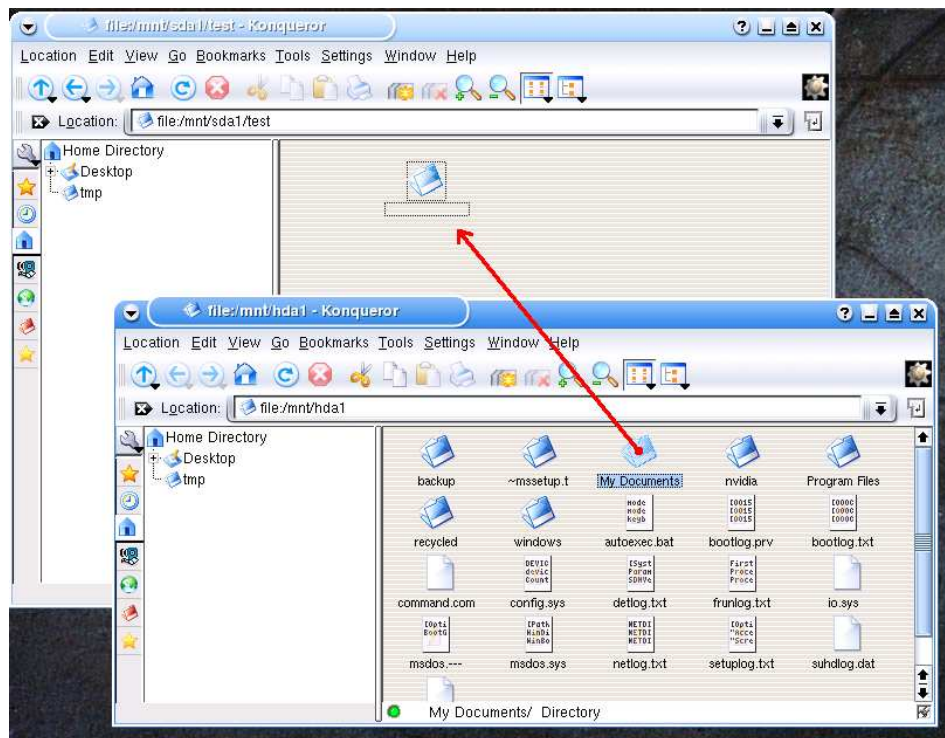 file:/mnt/sda1/test - Konqueror
Location Edit View Go Bookmarks Tools Settings Window Help
Location: file:/mnt/sda1/test
Home Directory
Desktop
tmp
file:/mnt/hda1 - Konqueror
Location Edit View Go Bookmarks Tools Settings Window Help
Location: file:/mnt/hda1
Home Directory
Desktop
tmp
backup ~mssetup.t My Documents nvidia Program Files
recycled windows autoexec.bat bootlog.prv bootlog.txt
command.com config.sys detlog.txt frunlog.txt io.sys
msdos.--- msdos.sys netlog.txt setuplog.txt suhdlog.dat
My Documents/ Directory